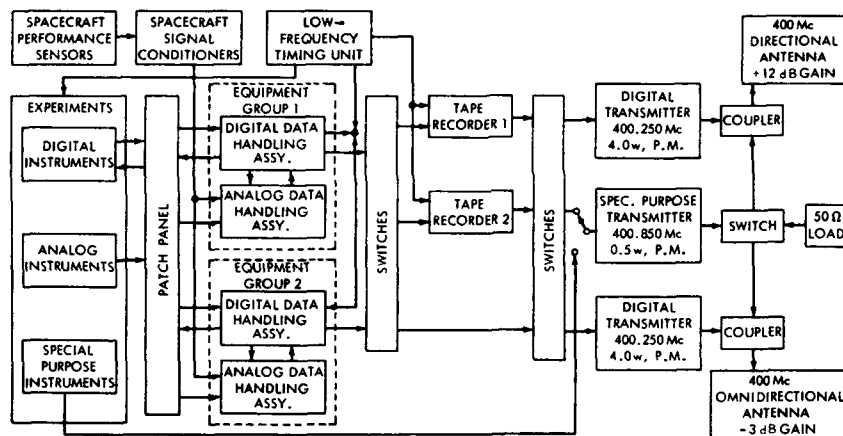 SPACECRAFT
PERFORMANCE
SENSORS
SPACECRAFT
SIGNAL
CONDITIONERS
LOW-
FREQUENCY
TIMING UNIT
400 Mc
DIRECTIONAL
ANTENNA
+12 dB GAIN
EXPERIMENTS
DIGITAL
INSTRUMENTS
ANALOG
INSTRUMENTS
SPECIAL
PURPOSE
INSTRUMENTS
PATCH PANEL
EQUIPMENT
GROUP 1
DIGITAL DATA
HANDLING
ASSY.
ANALOG DATA
HANDLING
ASSY.
EQUIPMENT
GROUP 2
DIGITAL DATA
HANDLING
ASSY.
ANALOG DATA
HANDLING
ASSY.
SWITCHES
TAPE
RECORDER 1
TAPE
RECORDER 2
SWITCHES
DIGITAL
TRANSMITTER
400.250 Mc
4.0w, P.M.
SPEC. PURPOSE
TRANSMITTER
400.850 Mc
0.5w, P.M.
DIGITAL
TRANSMITTER
400.250 Mc
4.0w, P.M.
COUPLER
SWITCH
50 Ω
LOAD
COUPLER
400 Mc
OMNIDIRECTIONAL
ANTENNA
-3 dB GAIN